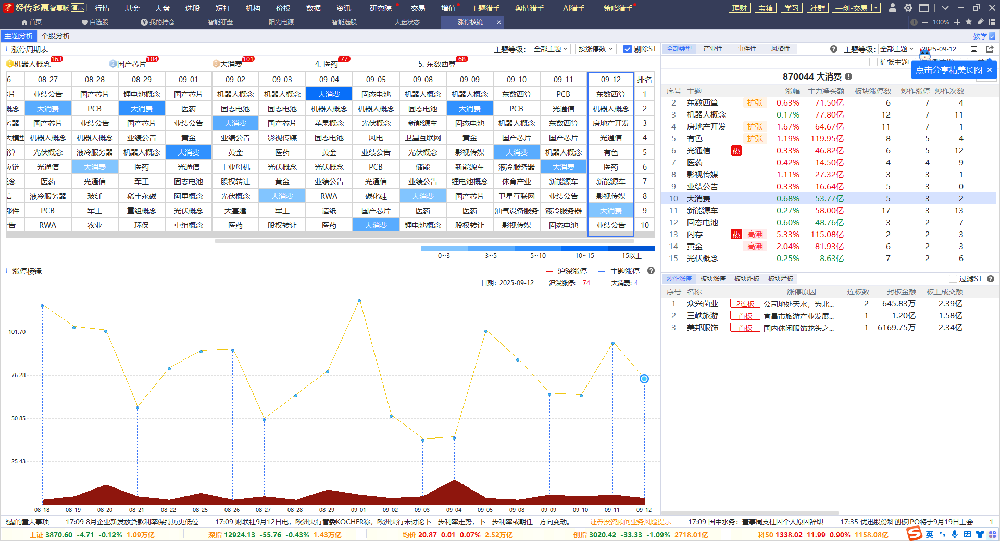 经传多赢 智尊版 演示 行情 基金 大盘 选股 短打 机构 价投 数据 资讯 研究院 交易 增值 主题猎手 舆情猎手 AI猎手 策略猎手 理财 宝箱 学习 社群 一创-交易
首页 自选股 我的持仓 智能盯盘 阳光电源 智能选股 大盘状态 涨停棱镜 × 100%
主题分析 个股分析 教学
涨停周期表 主题等级: 全部主题 按涨停数 剔除ST
1 机器人概念 163 2 国产芯片 104 3 大消费 101 4. 医药 77 5. 东数西算 68
6 08-27 08-28 08-29 09-01 09-02 09-03 09-04 09-05 09-08 09-09 09-10 09-11 09-12 排名
芯片 业绩公告 国产芯片 锂电池概念 国产芯片 机器人概念 机器人概念 大消费 固态电池 机器人概念 机器人概念 东数西算 PCB 东数西算 1
概念 大消费 PCB 大消费 医药 固态电池 固态电池 机器人概念 机器人概念 固态电池 大消费 PCB 光通信 机器人概念 2
务器 国产芯片 业绩公告 国产芯片 业绩公告 大消费 国产芯片 苹果概念 光伏概念 新能源车 固态电池 机器人概念 东数西算 房地产开发 3
大模型 机器人概念 机器人概念 业绩公告 黄金 业绩公告 影视传媒 固态电池 风电 卫星互联网 黄金 国产芯片 国产芯片 光通信 4
算 光伏概念 液冷服务器 机器人概念 大消费 黄金 医药 黄金 业绩公告 光伏概念 影视传媒 大消费 机器人概念 有色 5
应链 光通信 大消费 医药 光通信 工业母机 光伏概念 光伏概念 PCB 储能 新能源车 液冷服务器 大消费 医药 6
念 医药 光通信 军工 固态电池 股权转让 黄金 业绩公告 光通信 业绩公告 锂电池概念 体育产业 新能源车 新能源车 7
信 液冷服务器 玻纤 稀土永磁 阿里概念 光伏概念 大消费 RWA 碳化硅 大消费 国产芯片 卫星互联网 业绩公告 影视传媒 8
部件 PCB 军工 重组概念 光伏概念 大基建 军工 造纸 国产芯片 医药 医药 油气设备服务 液冷服务器 大消费 9
告 RWA 农业 环保 重组概念 医药 股权转让 医药 大消费 锂电池概念 股权转让 影视传媒 固态电池 业绩公告 10
0~3 3~5 5~10 10~15 15以上
涨停棱镜 沪深涨停 主题涨停
日期: 2025-09-12 沪深涨停: 74 大消费: 4
101.70
76.28
50.85
25.43
08-18 08-19 08-20 08-21 08-22 08-25 08-26 08-27 08-28 08-29 09-01 09-02 09-03 09-04 09-05 09-08 09-09 09-10 09-11 09-12
全部类型 产业性 事件性 风格性 主题等级: 全部主题 2025-09-12
扩张主题
点击分享精美长图 ×
870044 大消费
序号 主题 涨幅 主力净买额 板块涨停数 炒作涨停 炒作次数
2 东数西算 扩张 0.63% 71.50亿 6 7 4
3 机器人概念 -0.17% 77.80亿 12 7 11
4 房地产开发 扩张 1.67% 64.67亿 11 7 1
5 有色 扩张 1.19% 119.95亿 8 5 4
6 光通信 热 0.33% 46.82亿 6 5 12
7 医药 0.42% 14.50亿 4 4 9
8 影视传媒 1.11% 27.32亿 3 3 1
9 业绩公告 0.33% 16.64亿 5 3 0
10 大消费 -0.68% -53.77亿 5 3 2
11 新能源车 -0.27% 58.00亿 17 3 13
12 固态电池 -0.60% -48.76亿 3 2 7
13 闪存 热 高潮 5.33% 115.08亿 2 2 3
14 黄金 高潮 2.04% 81.93亿 6 2 3
15 光伏概念 -0.25% -8.63亿 7 2 6
炒作涨停 板块涨停 板块炸板 板块烂板 过滤ST
序号 名称 涨停原因 连板数 封板金额 板上成交额
1 众兴菌业 2连板 公司地处天水，为北... 2 645.83万 2.39亿
2 三峡旅游 首板 宜昌市旅游产业发展... 1 1.20亿 1.58亿
3 美邦服饰 首板 国内休闲服饰龙头之... 1 6169.75万 2.34亿
披露的重大事项 17:09 8月企业新发放贷款利率保持历史低位 17:09 财联社9月12日电，欧洲央行管委KOCHER称，欧洲央行未讨论下一步利率走势，下一步利率或朝任一方向变动。 证券投资顾问业务风险提示 17:09 国中水务：董事周支柱因个人原因辞职 17:35 优迅股份科创板IPO将于9月19日上会 1
上证 3870.60 -4.71 -0.12% 1.09万亿 深指 12924.13 -55.76 -0.43% 1.43万亿 均价 20.87 0.01 0.07% 2.52万亿 创指 3020.42 -33.33 -1.09% 2718.01亿 科50 1338.02 11.99 0.90% 1158.08亿 英